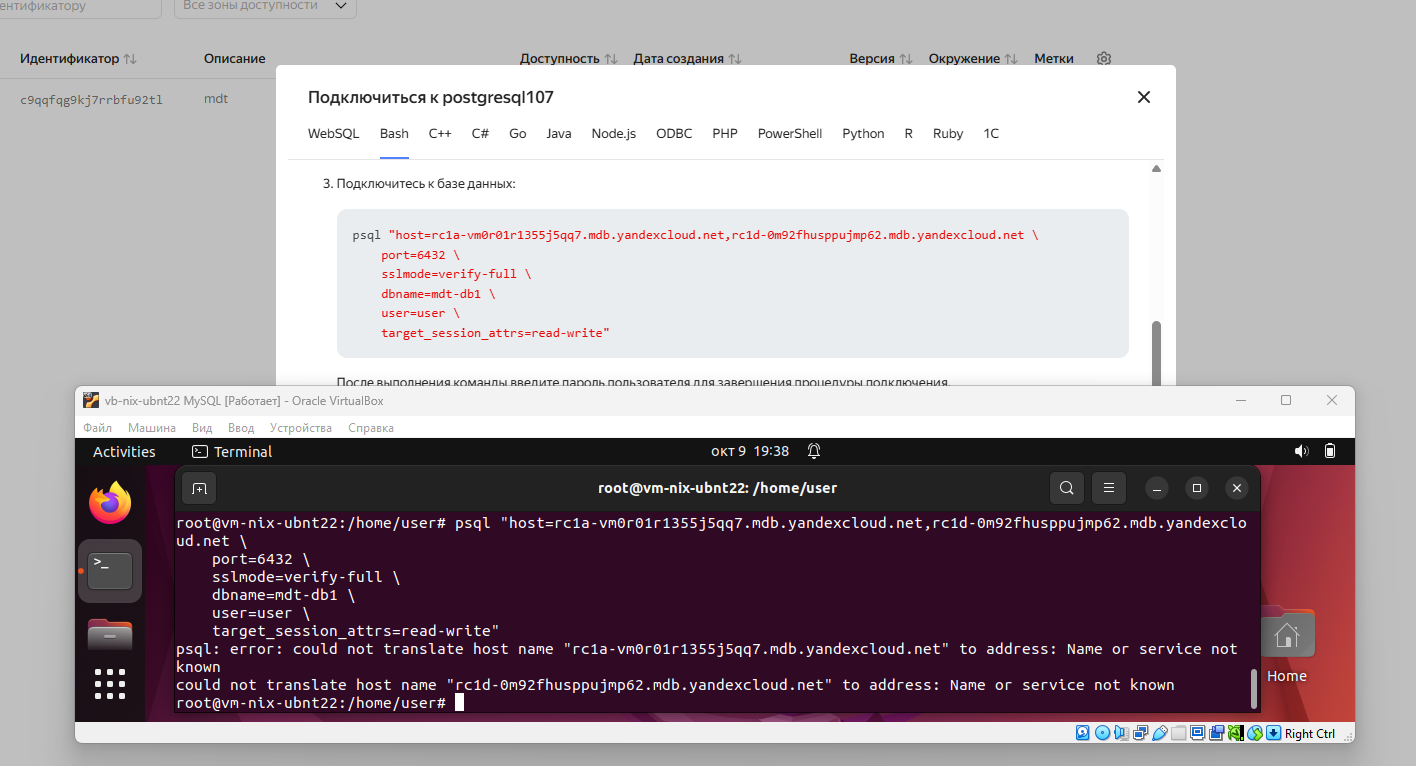 ентификатору
Все зоны доступности
Идентификатор
Описание
Доступность
Дата создания
Версия
Окружение
Метки
c9qqfqg9kj7rrbfu92tl
mdt
Подключиться к postgresql107
WebSQL Bash C++ C# Go Java Node.js ODBC PHP PowerShell Python R Ruby 1C
3. Подключитесь к базе данных:
psql "host=rc1a-vm0r01r1355j5qq7.mdb.yandexcloud.net,rc1d-0m92fhusppujmp62.mdb.yandexcloud.net \
port=6432 \
sslmode=verify-full \
dbname=mdt-db1 \
user=user \
target_session_attrs=read-write"
После выполнения команды введите пароль пользователя для завершения процедуры подключения.
vb-nix-ubnt22 MySQL [Работает] - Oracle VirtualBox
Файл Машина Вид Ввод Устройства Справка
Activities
Terminal
окт 9 19:38
root@vm-nix-ubnt22: /home/user
root@vm-nix-ubnt22:/home/user# psql "host=rc1a-vm0r01r1355j5qq7.mdb.yandexcloud.net,rc1d-0m92fhusppujmp62.mdb.yandexclo
ud.net \
port=6432 \
sslmode=verify-full \
dbname=mdt-db1 \
user=user \
target_session_attrs=read-write"
psql: error: could not translate host name "rc1a-vm0r01r1355j5qq7.mdb.yandexcloud.net" to address: Name or service not
known
could not translate host name "rc1d-0m92fhusppujmp62.mdb.yandexcloud.net" to address: Name or service not known
root@vm-nix-ubnt22:/home/user#
Home
Right Ctrl